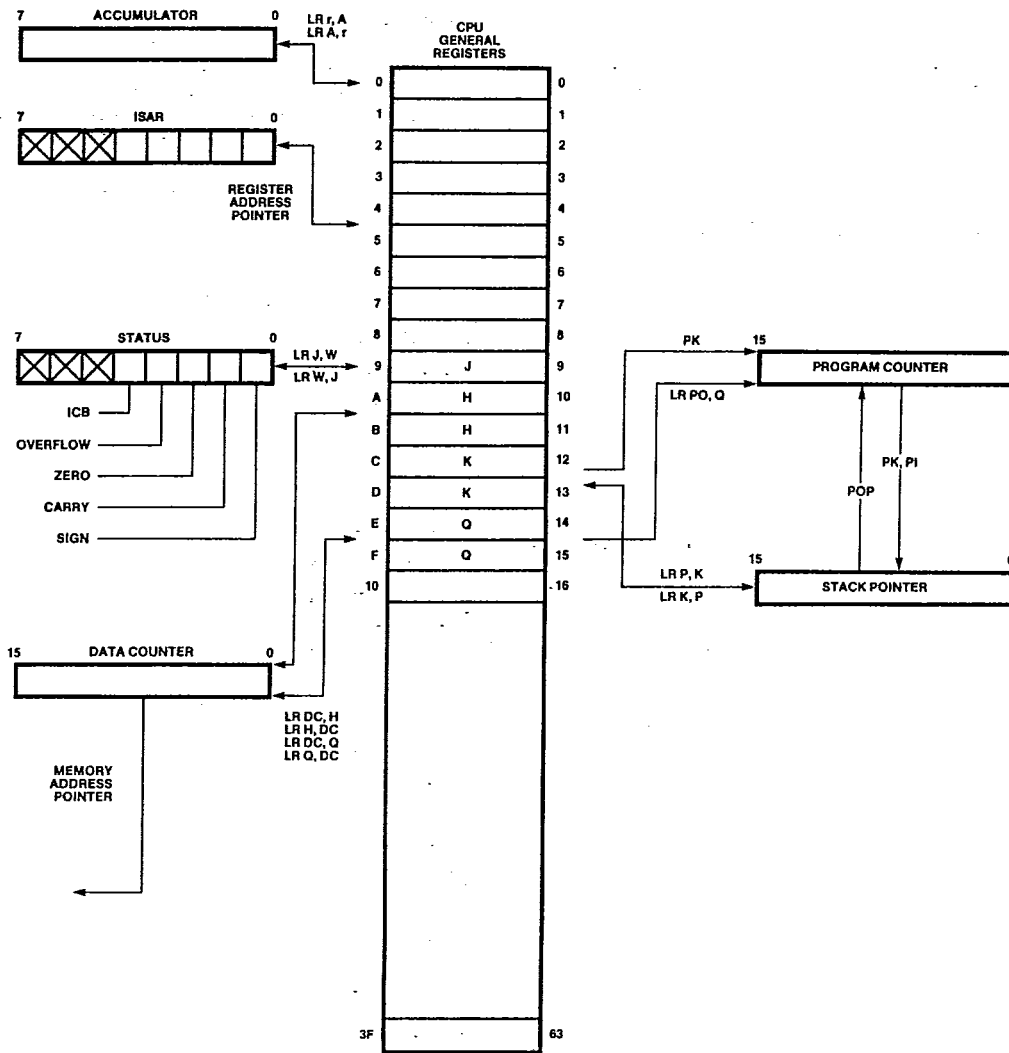 7 ACCUMULATOR 0
LR r, A
LR A, r
CPU
GENERAL
REGISTERS
7 ISAR 0
REGISTER
ADDRESS
POINTER
7 STATUS 0
LR J, W
LR W, J
ICB
OVERFLOW
ZERO
CARRY
SIGN
0 0
1 1
2 2
3 3
4 4
5 5
6 6
7 7
8 8
9 J 9
A H 10
B H 11
C K 12
D K 13
E Q 14
F Q 15
10 16
3F 63
PK
LR PO, Q
15
PROGRAM COUNTER
PK, PI
POP
15
STACK POINTER
LR P, K
LR K, P
15 DATA COUNTER 0
LR DC, H
LR H, DC
LR DC, Q
LR Q, DC
MEMORY
ADDRESS
POINTER